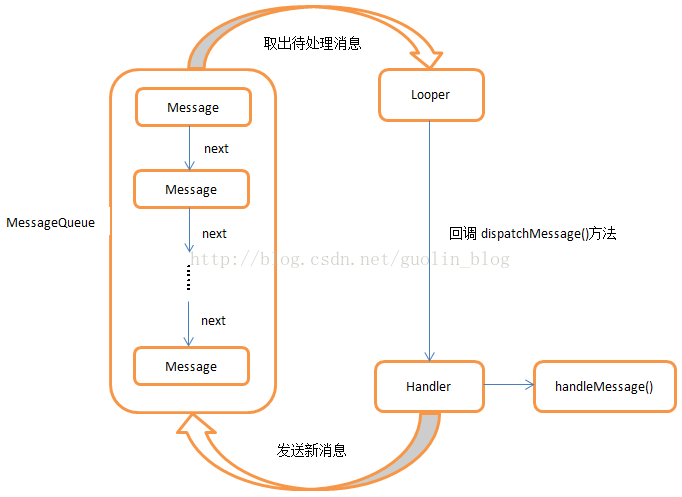 取出待处理消息
Message
Looper
next
Message
MessageQueue
next
回调 dispatchMessage()方法
http://blog.csdn.net/guolin_blog
next
Message
Handler
handleMessage()
发送新消息